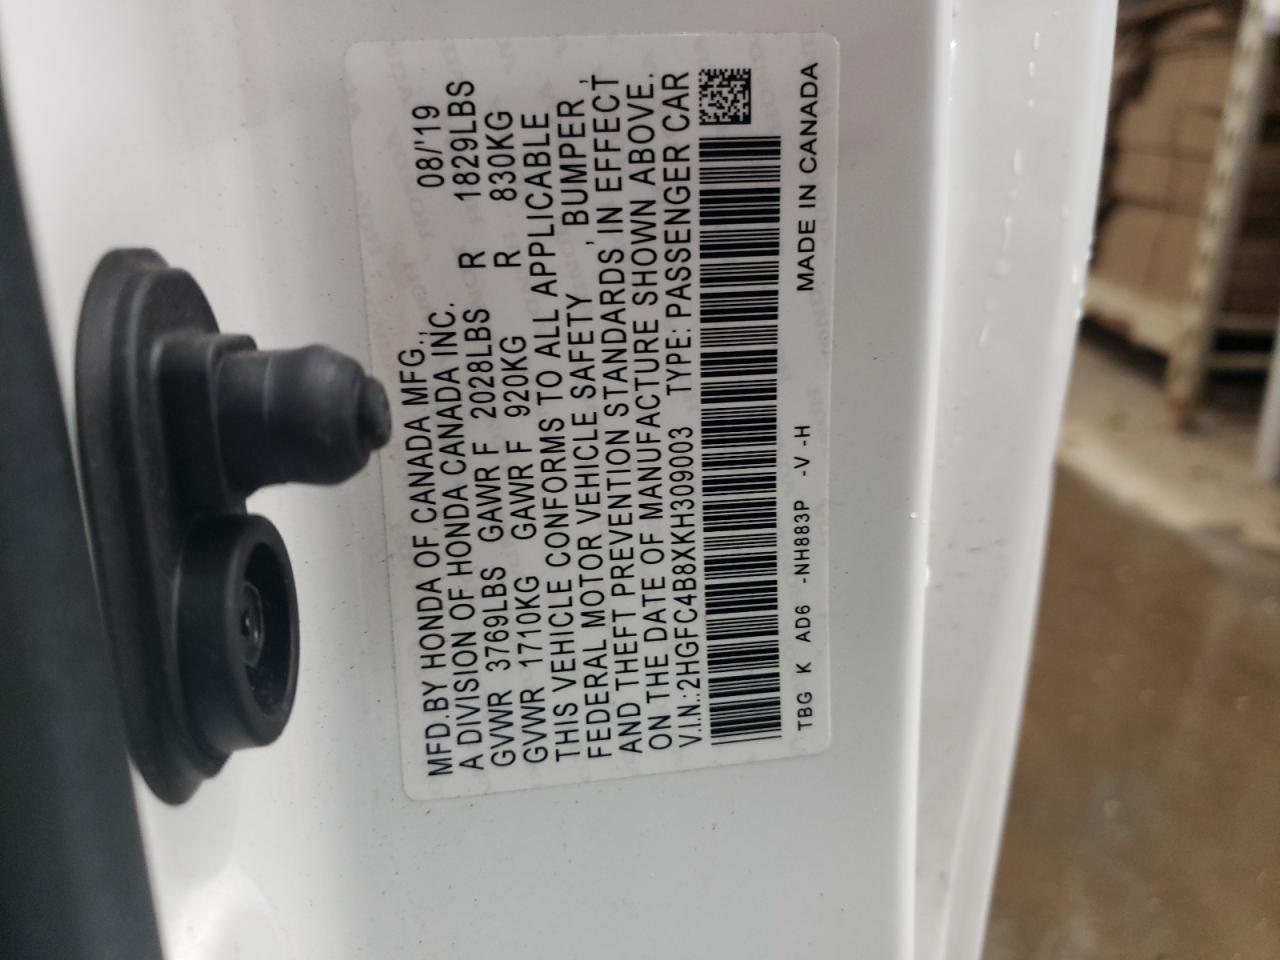 MFD.BY HONDA OF CANADA MFG.,
A DIVISION OF HONDA CANADA INC. 08/'19
GVWR 3769LBS GAWR F 2028LBS R 1829LBS
GVWR 1710KG GAWR F 920KG R 830KG
THIS VEHICLE CONFORMS TO ALL APPLICABLE
FEDERAL MOTOR VEHICLE SAFETY , BUMPER ,
AND THEFT PREVENTION STANDARDS IN EFFECT
ON THE DATE OF MANUFACTURE SHOWN ABOVE.
V.I.N.:2HGFC4B8XKH309003 TYPE: PASSENGER CAR
TBG K AD6 -NH883P -V -H MADE IN CANADA